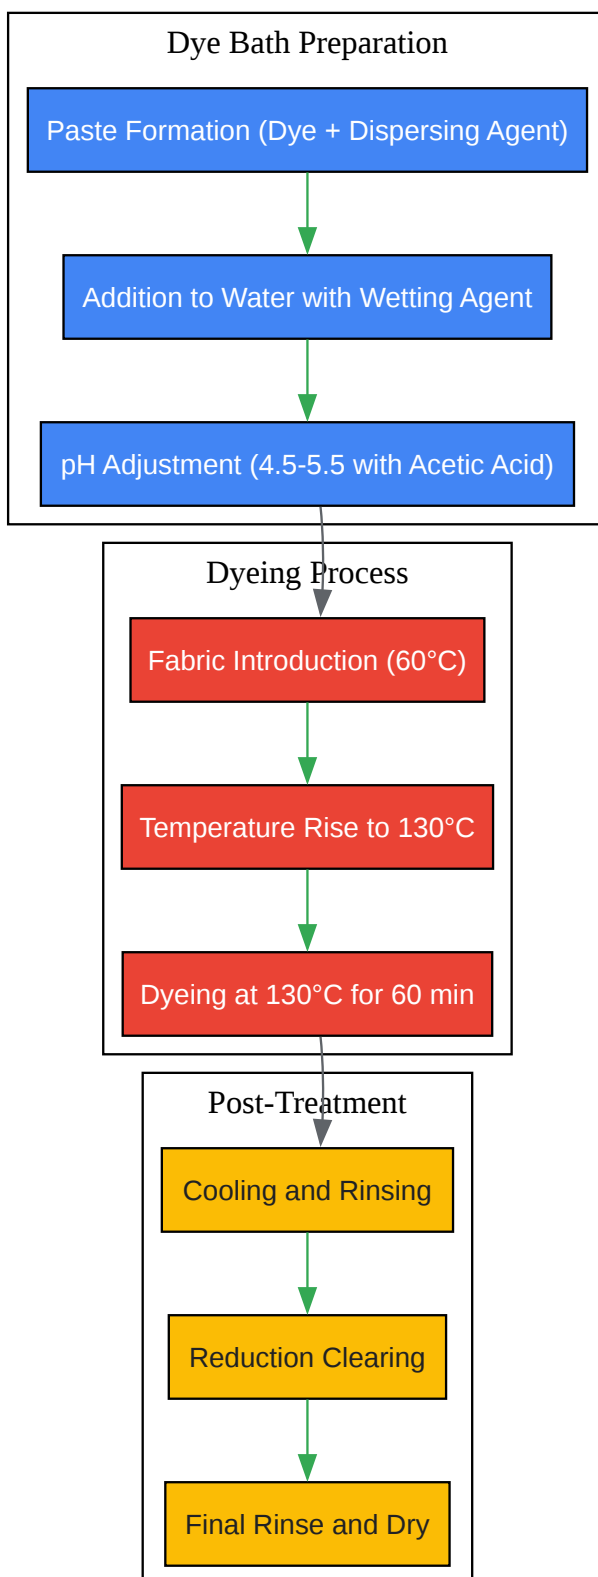 Dye Bath Preparation
Paste Formation (Dye + Dispersing Agent)
Addition to Water with Wetting Agent
pH Adjustment (4.5-5.5 with Acetic Acid)
Dyeing Process
Fabric Introduction (60°C)
Temperature Rise to 130°C
Dyeing at 130°C for 60 min
Post-Treatment
Cooling and Rinsing
Reduction Clearing
Final Rinse and Dry